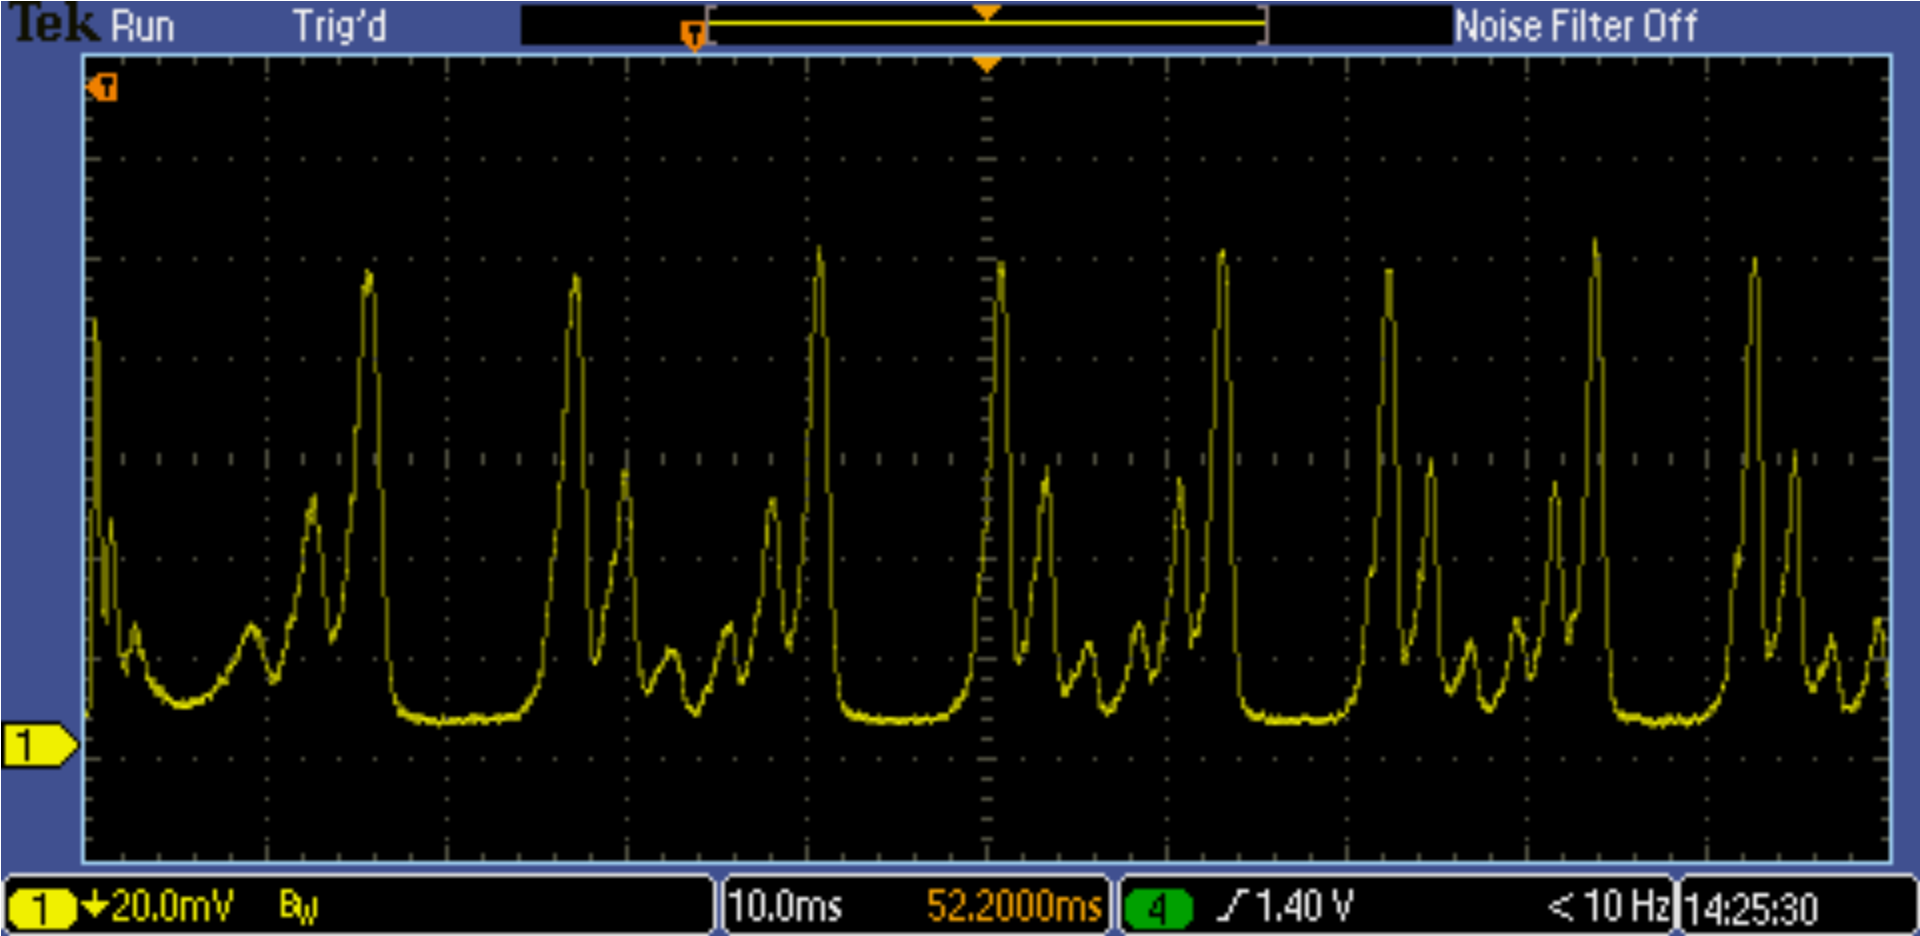 Tek Run Trig'd Noise Filter Off
T
T
1
1 20.0mV BW 10.0ms 52.2000ms 4 1.40 V < 10 Hz 14:25:30